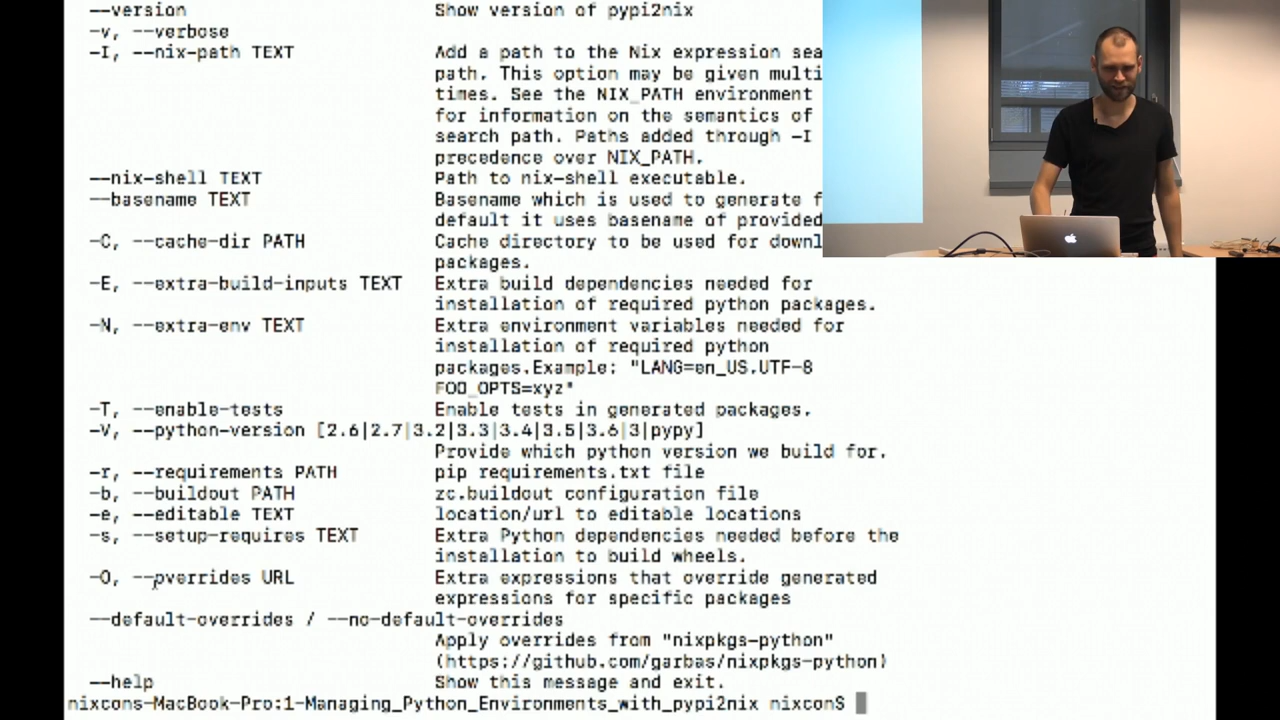 --version Show version of pypi2nix
-v, --verbose
-I, --nix-path TEXT Add a path to the Nix expression sea
path. This option may be given multi
times. See the NIX_PATH environment
for information on the semantics of
search path. Paths added through -I
precedence over NIX_PATH.
--nix-shell TEXT Path to nix-shell executable.
--basename TEXT Basename which is used to generate f
default it uses basename of provided
-C, --cache-dir PATH Cache directory to be used for downl
packages.
-E, --extra-build-inputs TEXT Extra build dependencies needed for
installation of required python packages.
-N, --extra-env TEXT Extra environment variables needed for
installation of required python
packages.Example: "LANG=en_US.UTF-8
FOO_OPTS=xyz"
-T, --enable-tests Enable tests in generated packages.
-V, --python-version [2.6|2.7|3.2|3.3|3.4|3.5|3.6|3|pypy]
Provide which python version we build for.
-r, --requirements PATH pip requirements.txt file
-b, --buildout PATH zc.buildout configuration file
-e, --editable TEXT location/url to editable locations
-s, --setup-requires TEXT Extra Python dependencies needed before the
installation to build wheels.
-O, --overrides URL Extra expressions that override generated
expressions for specific packages
--default-overrides / --no-default-overrides
Apply overrides from "nixpkgs-python"
(https://github.com/garbas/nixpkgs-python)
--help Show this message and exit.
nixcons-MacBook-Pro:1-Managing_Python_Environments_with_pypi2nix nixcon$